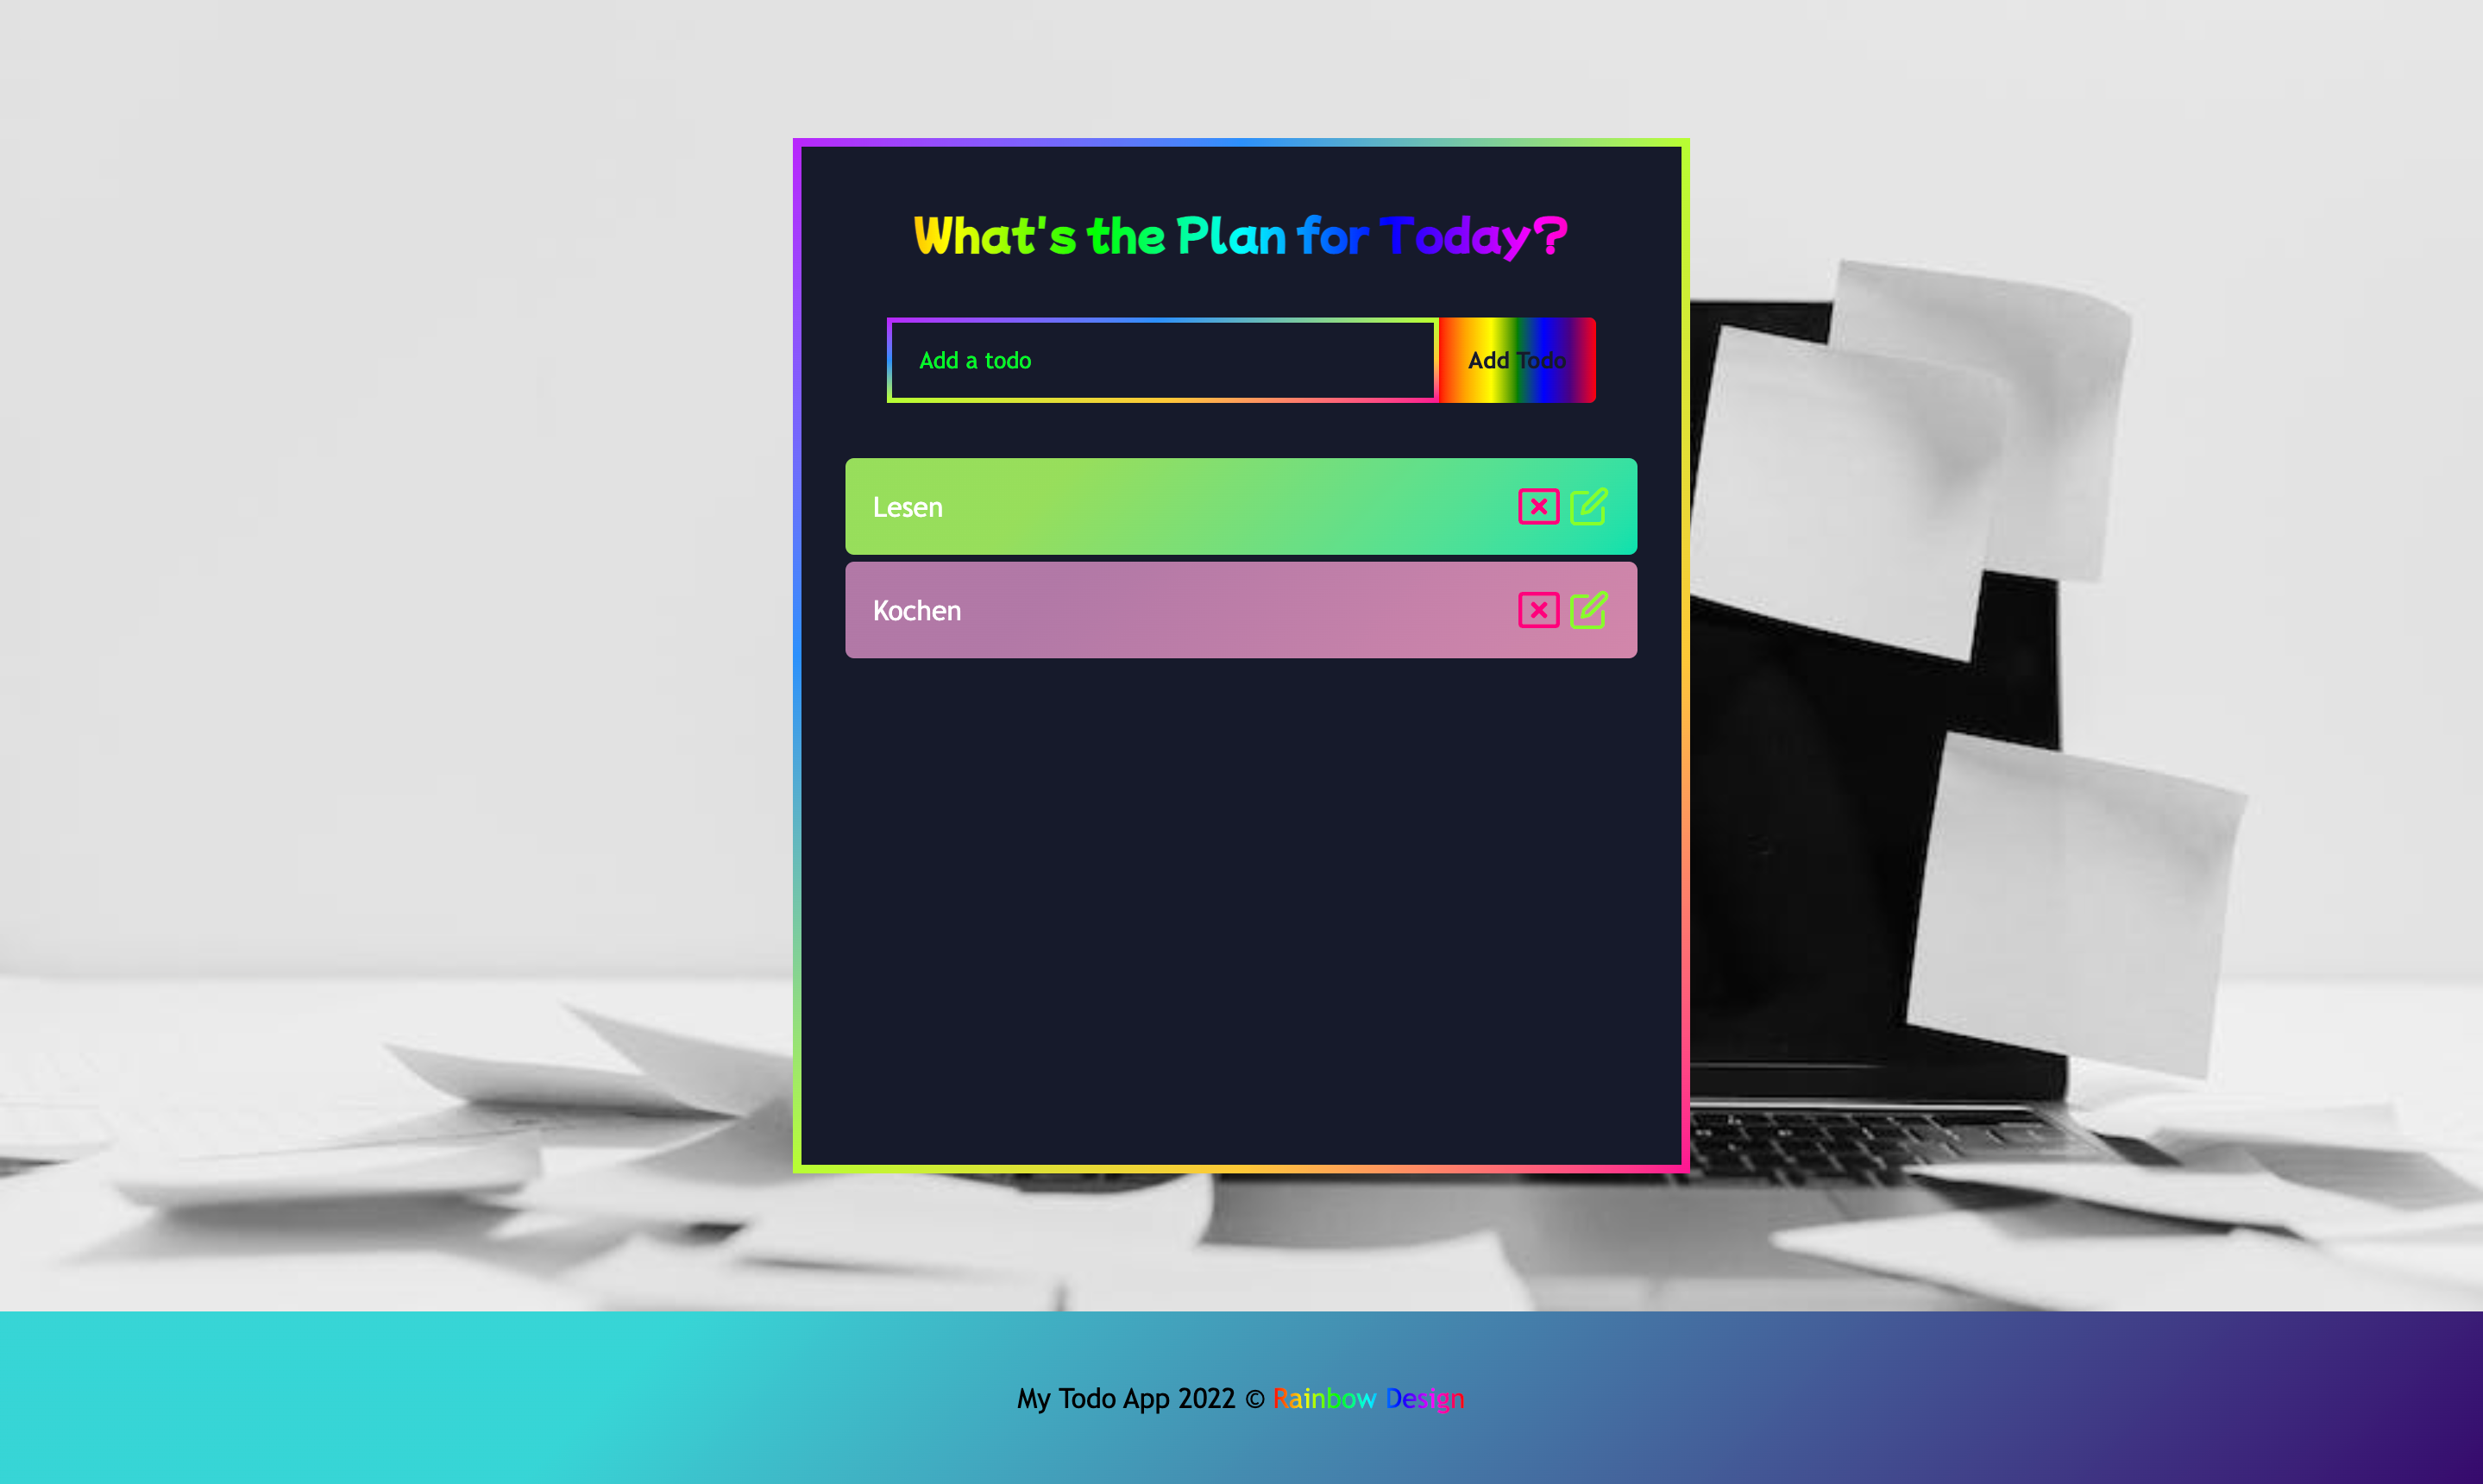 What's the Plan for Today?
Add a todo
Add Todo
Lesen
Kochen
My Todo App 2022 © Rainbow Design